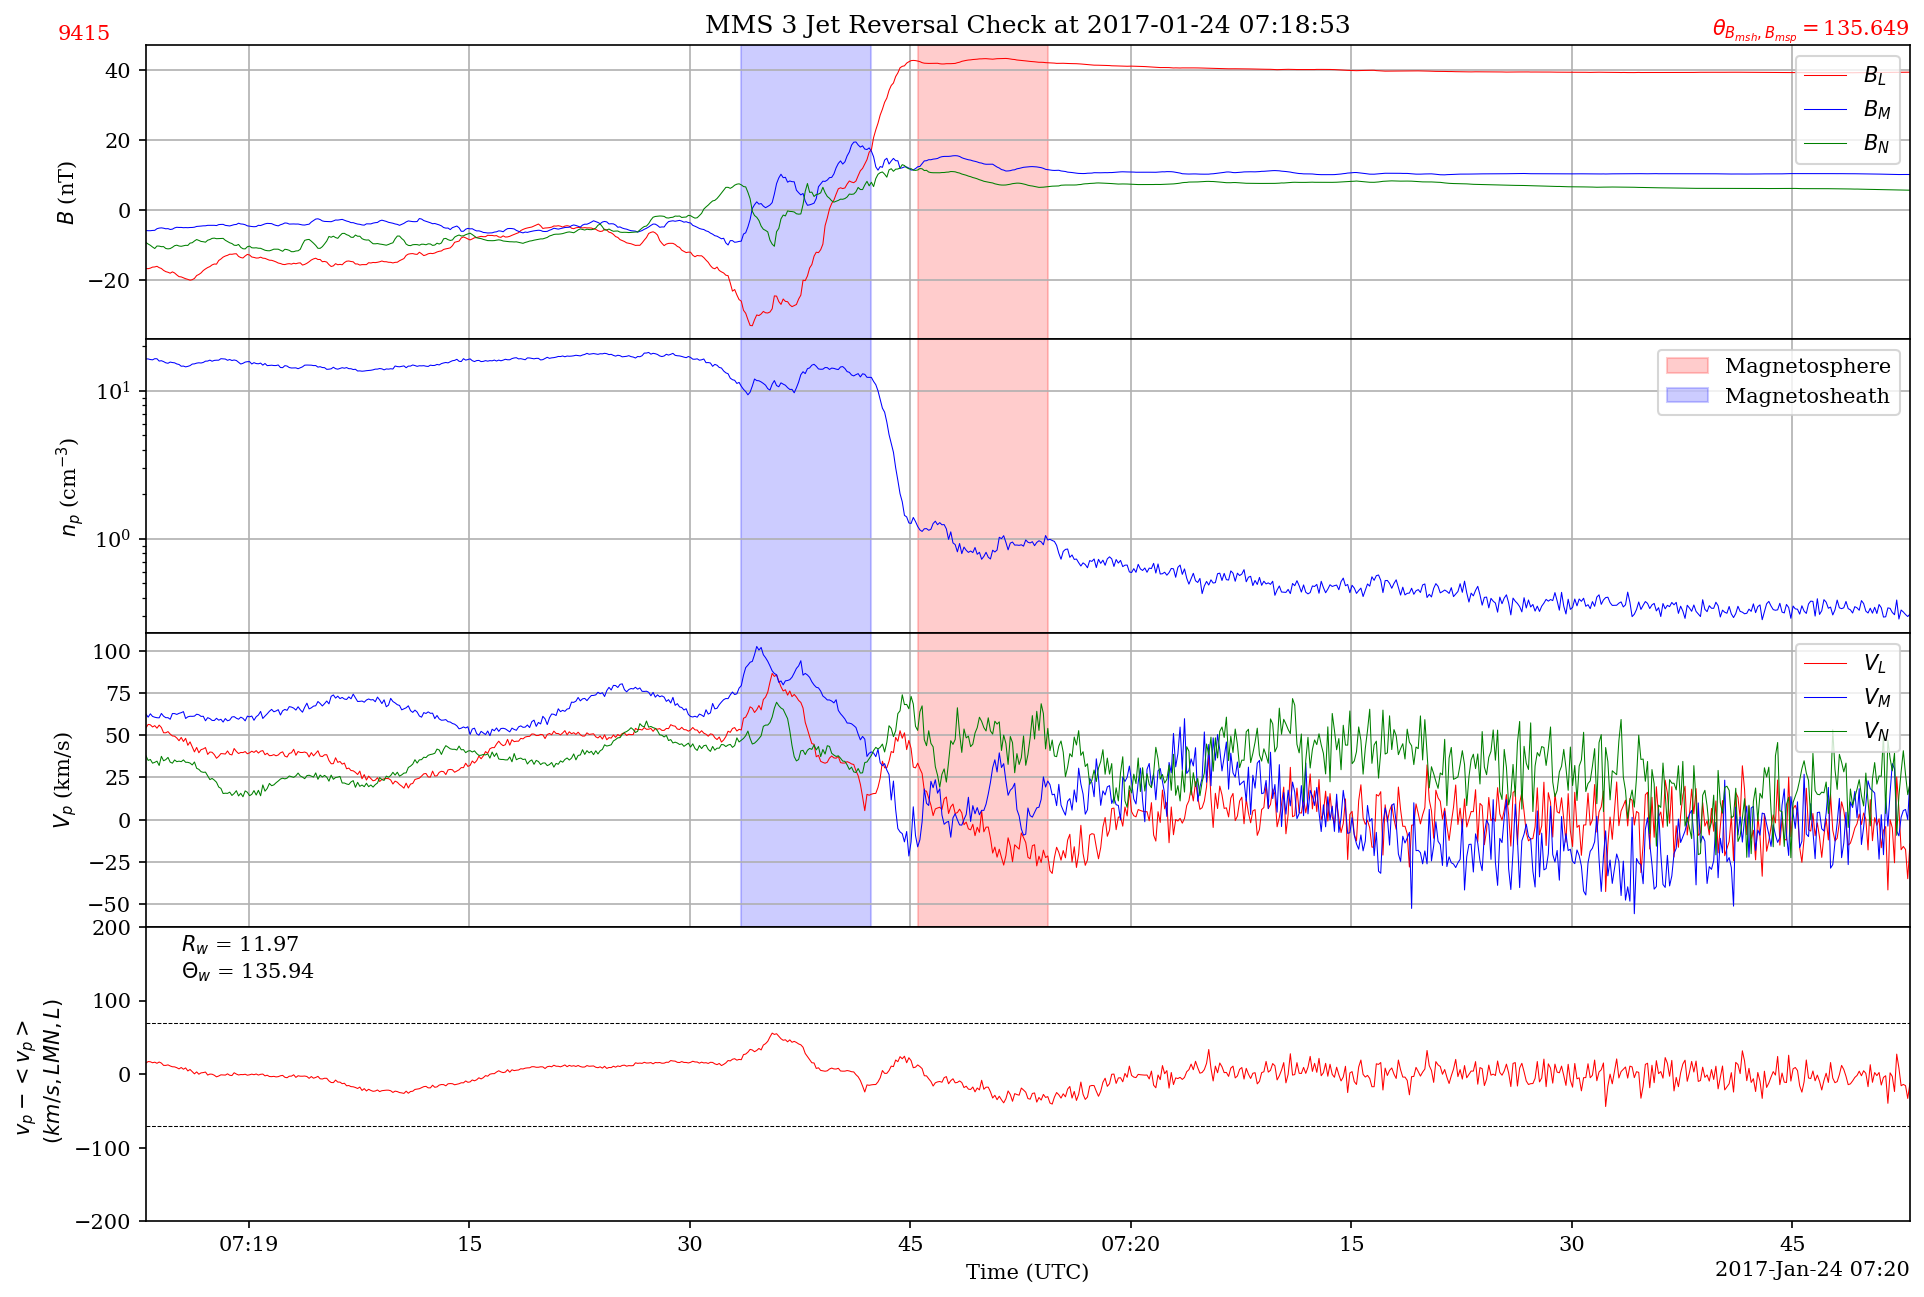 MMS 3 Jet Reversal Check at 2017-01-24 07:18:53
9415
θ_{B_{msh}, B_{msp}} = 135.649
40
20
0
−20
B (nT)
B_L
B_M
B_N
10^1
10^0
n_p (cm^{−3})
Magnetosphere
Magnetosheath
100
75
50
25
0
−25
−50
V_p (km/s)
V_L
V_M
V_N
200
100
0
−100
−200
v_p − < v_p >
(km/s, LMN, L)
R_w = 11.97
Θ_w = 135.94
07:19 15 30 45 07:20 15 30 45
Time (UTC)
2017-Jan-24 07:20